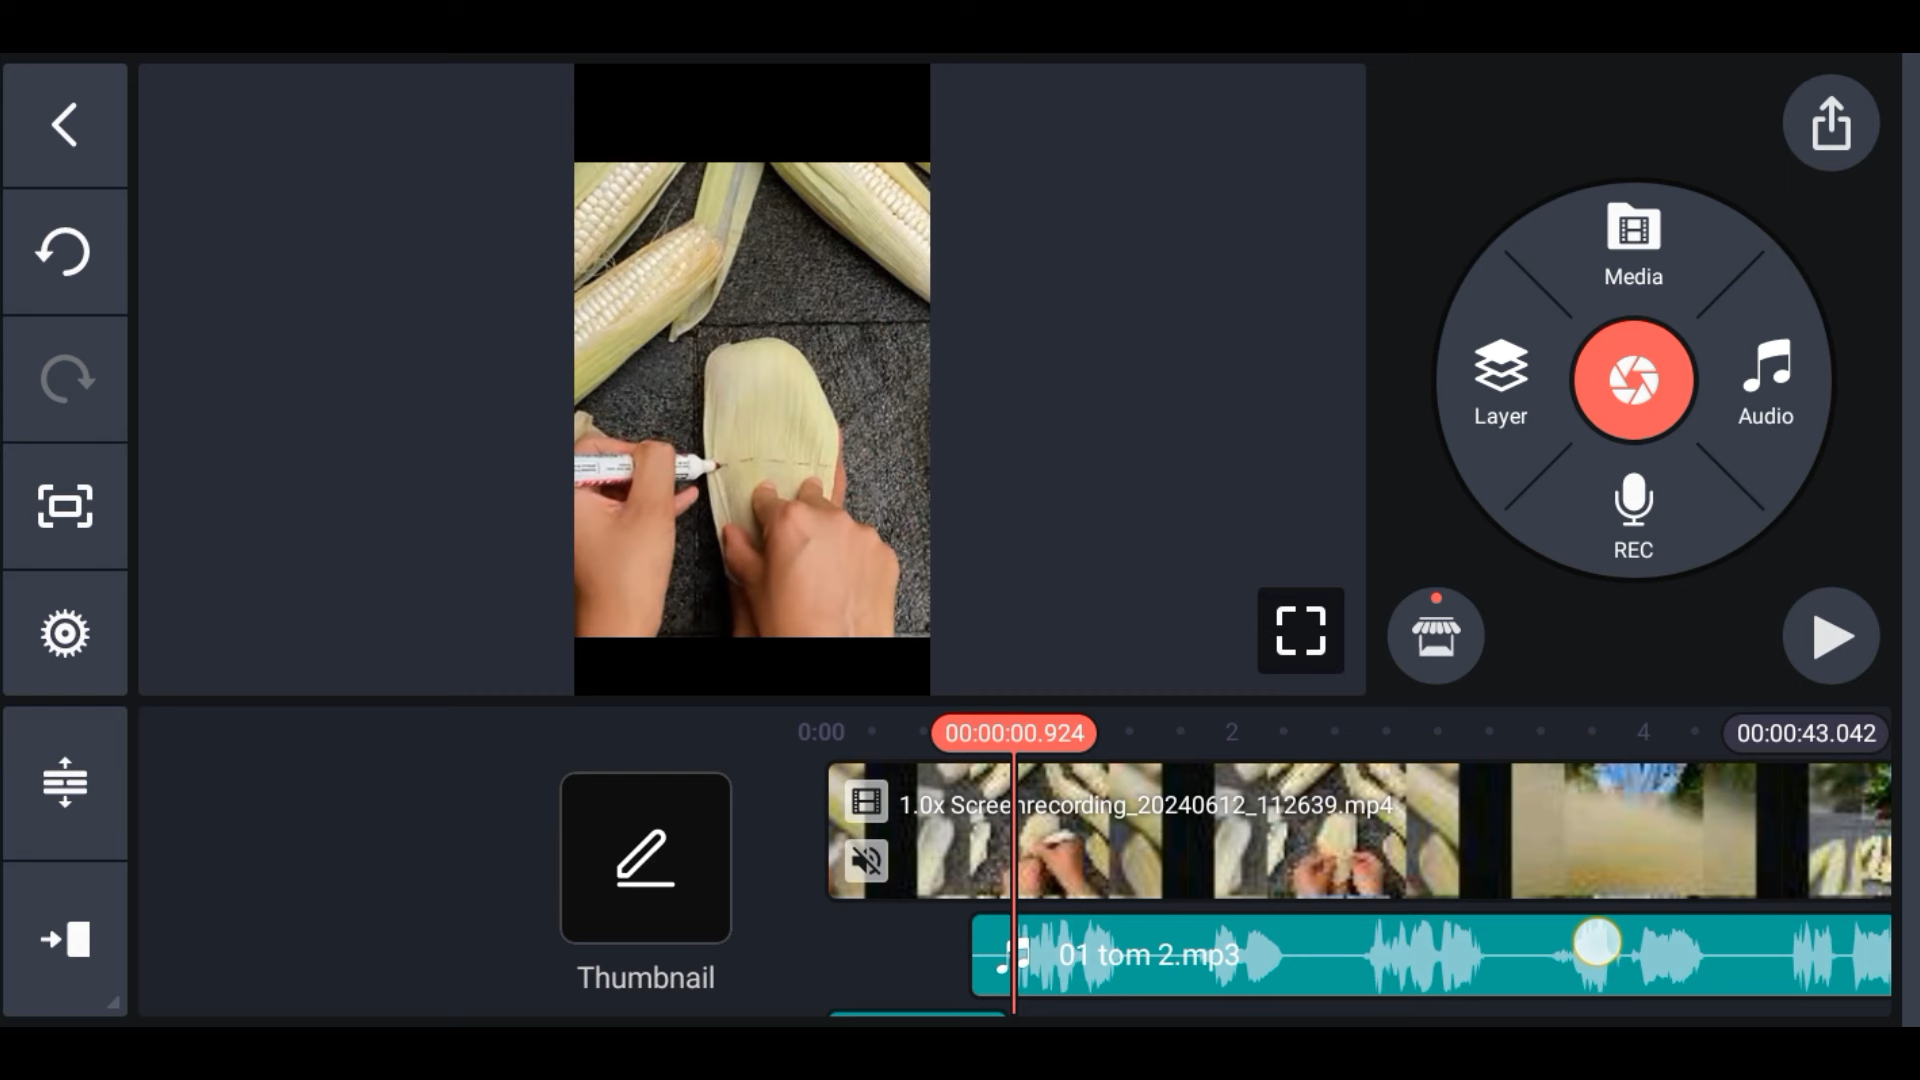 Media
Layer
Audio
REC
0:00
00:00:00.924
2
4
00:00:43.042
1.0x Screenrecording_20240612_112639.mp4
01 tom 2.mp3
Thumbnail